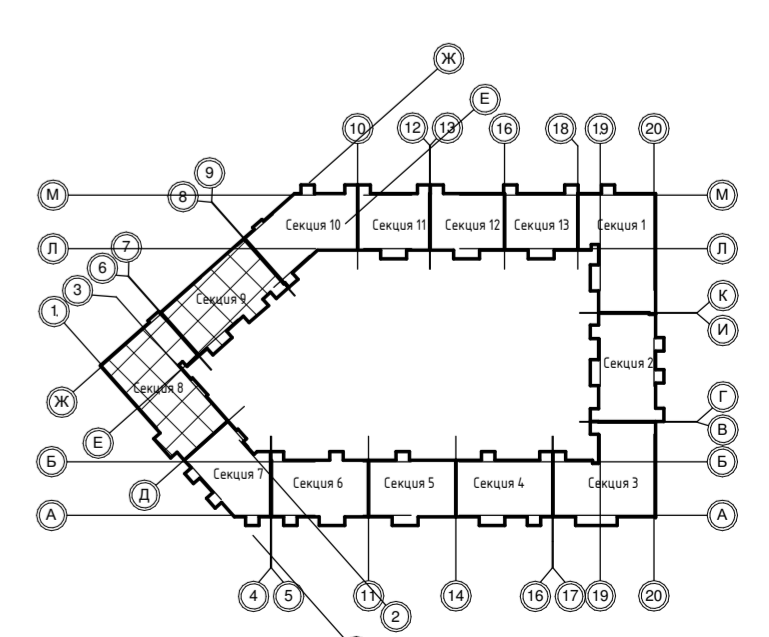 Ж
Е
10
12
13
16
18
19
20
9
8
М
М
Секция 10
Секция 11
Секция 12
Секция 13
Секция 1
7
Л
Л
6
3
Секция 9
К
1
И
Секция 2
Секция 8
Ж
Г
Е
В
Б
Б
Секция 7
Секция 6
Секция 5
Секция 4
Секция 3
Д
А
А
4
5
11
14
16
17
19
20
2